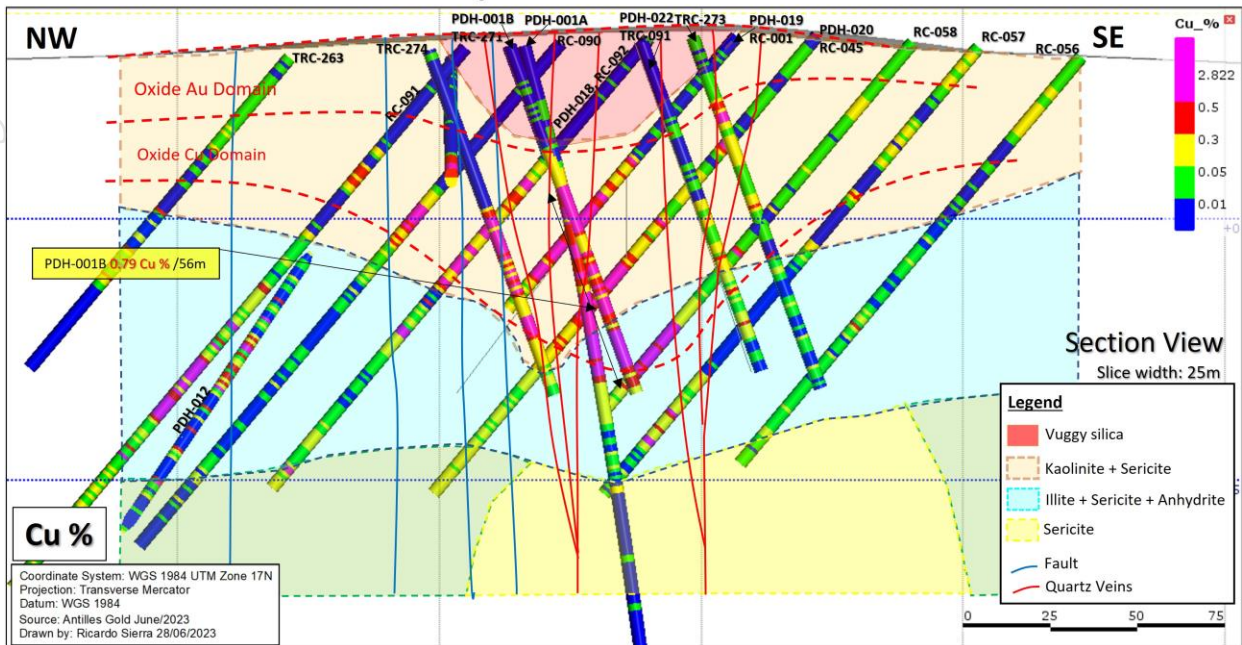 NW
SE
PDH-001B
PDH-001A
PDH-022
TRC-273
PDH-019
TRC-274
TRC-271
RC-090
RC-092
TRC-091
RC-001
PDH-020
RC-045
RC-058
RC-057
RC-056
TRC-263
RC-091
PDH-018
PDH-012
Oxide Au Domain
Oxide Cu Domain
PDH-001B 0.79 Cu % /56m
Cu_%
2.822
0.5
0.3
0.05
0.01
+0
Section View
Slice width: 25m
Legend
Vuggy silica
Kaolinite + Sericite
Illite + Sericite + Anhydrite
Sericite
Fault
Quartz Veins
Cu %
Coordinate System: WGS 1984 UTM Zone 17N
Projection: Transverse Mercator
Datum: WGS 1984
Source: Antilles Gold June/2023
Drawn by: Ricardo Sierra 28/06/2023
0 25 50 75